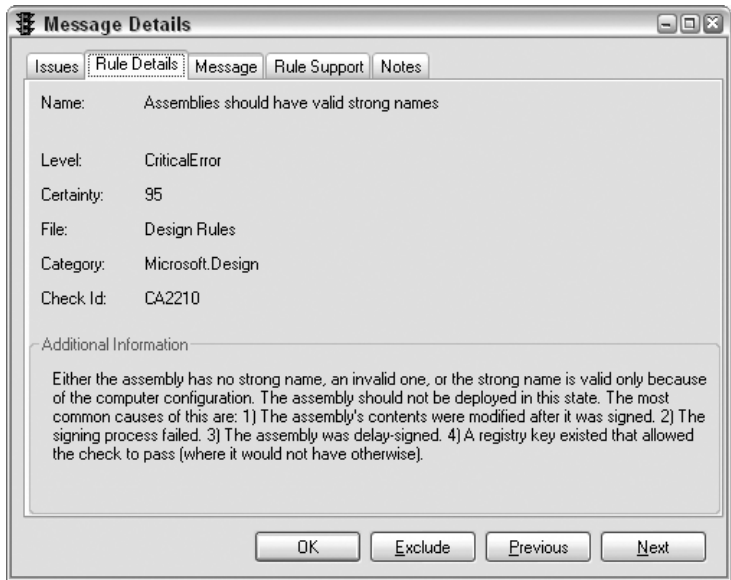 Message Details
Issues Rule Details Message Rule Support Notes
Name: Assemblies should have valid strong names
Level: CriticalError
Certainty: 95
File: Design Rules
Category: Microsoft.Design
Check Id: CA2210
Additional Information
Either the assembly has no strong name, an invalid one, or the strong name is valid only because
of the computer configuration. The assembly should not be deployed in this state. The most
common causes of this are: 1) The assembly's contents were modified after it was signed. 2) The
signing process failed. 3) The assembly was delay-signed. 4) A registry key existed that allowed
the check to pass (where it would not have otherwise).
OK Exclude Previous Next